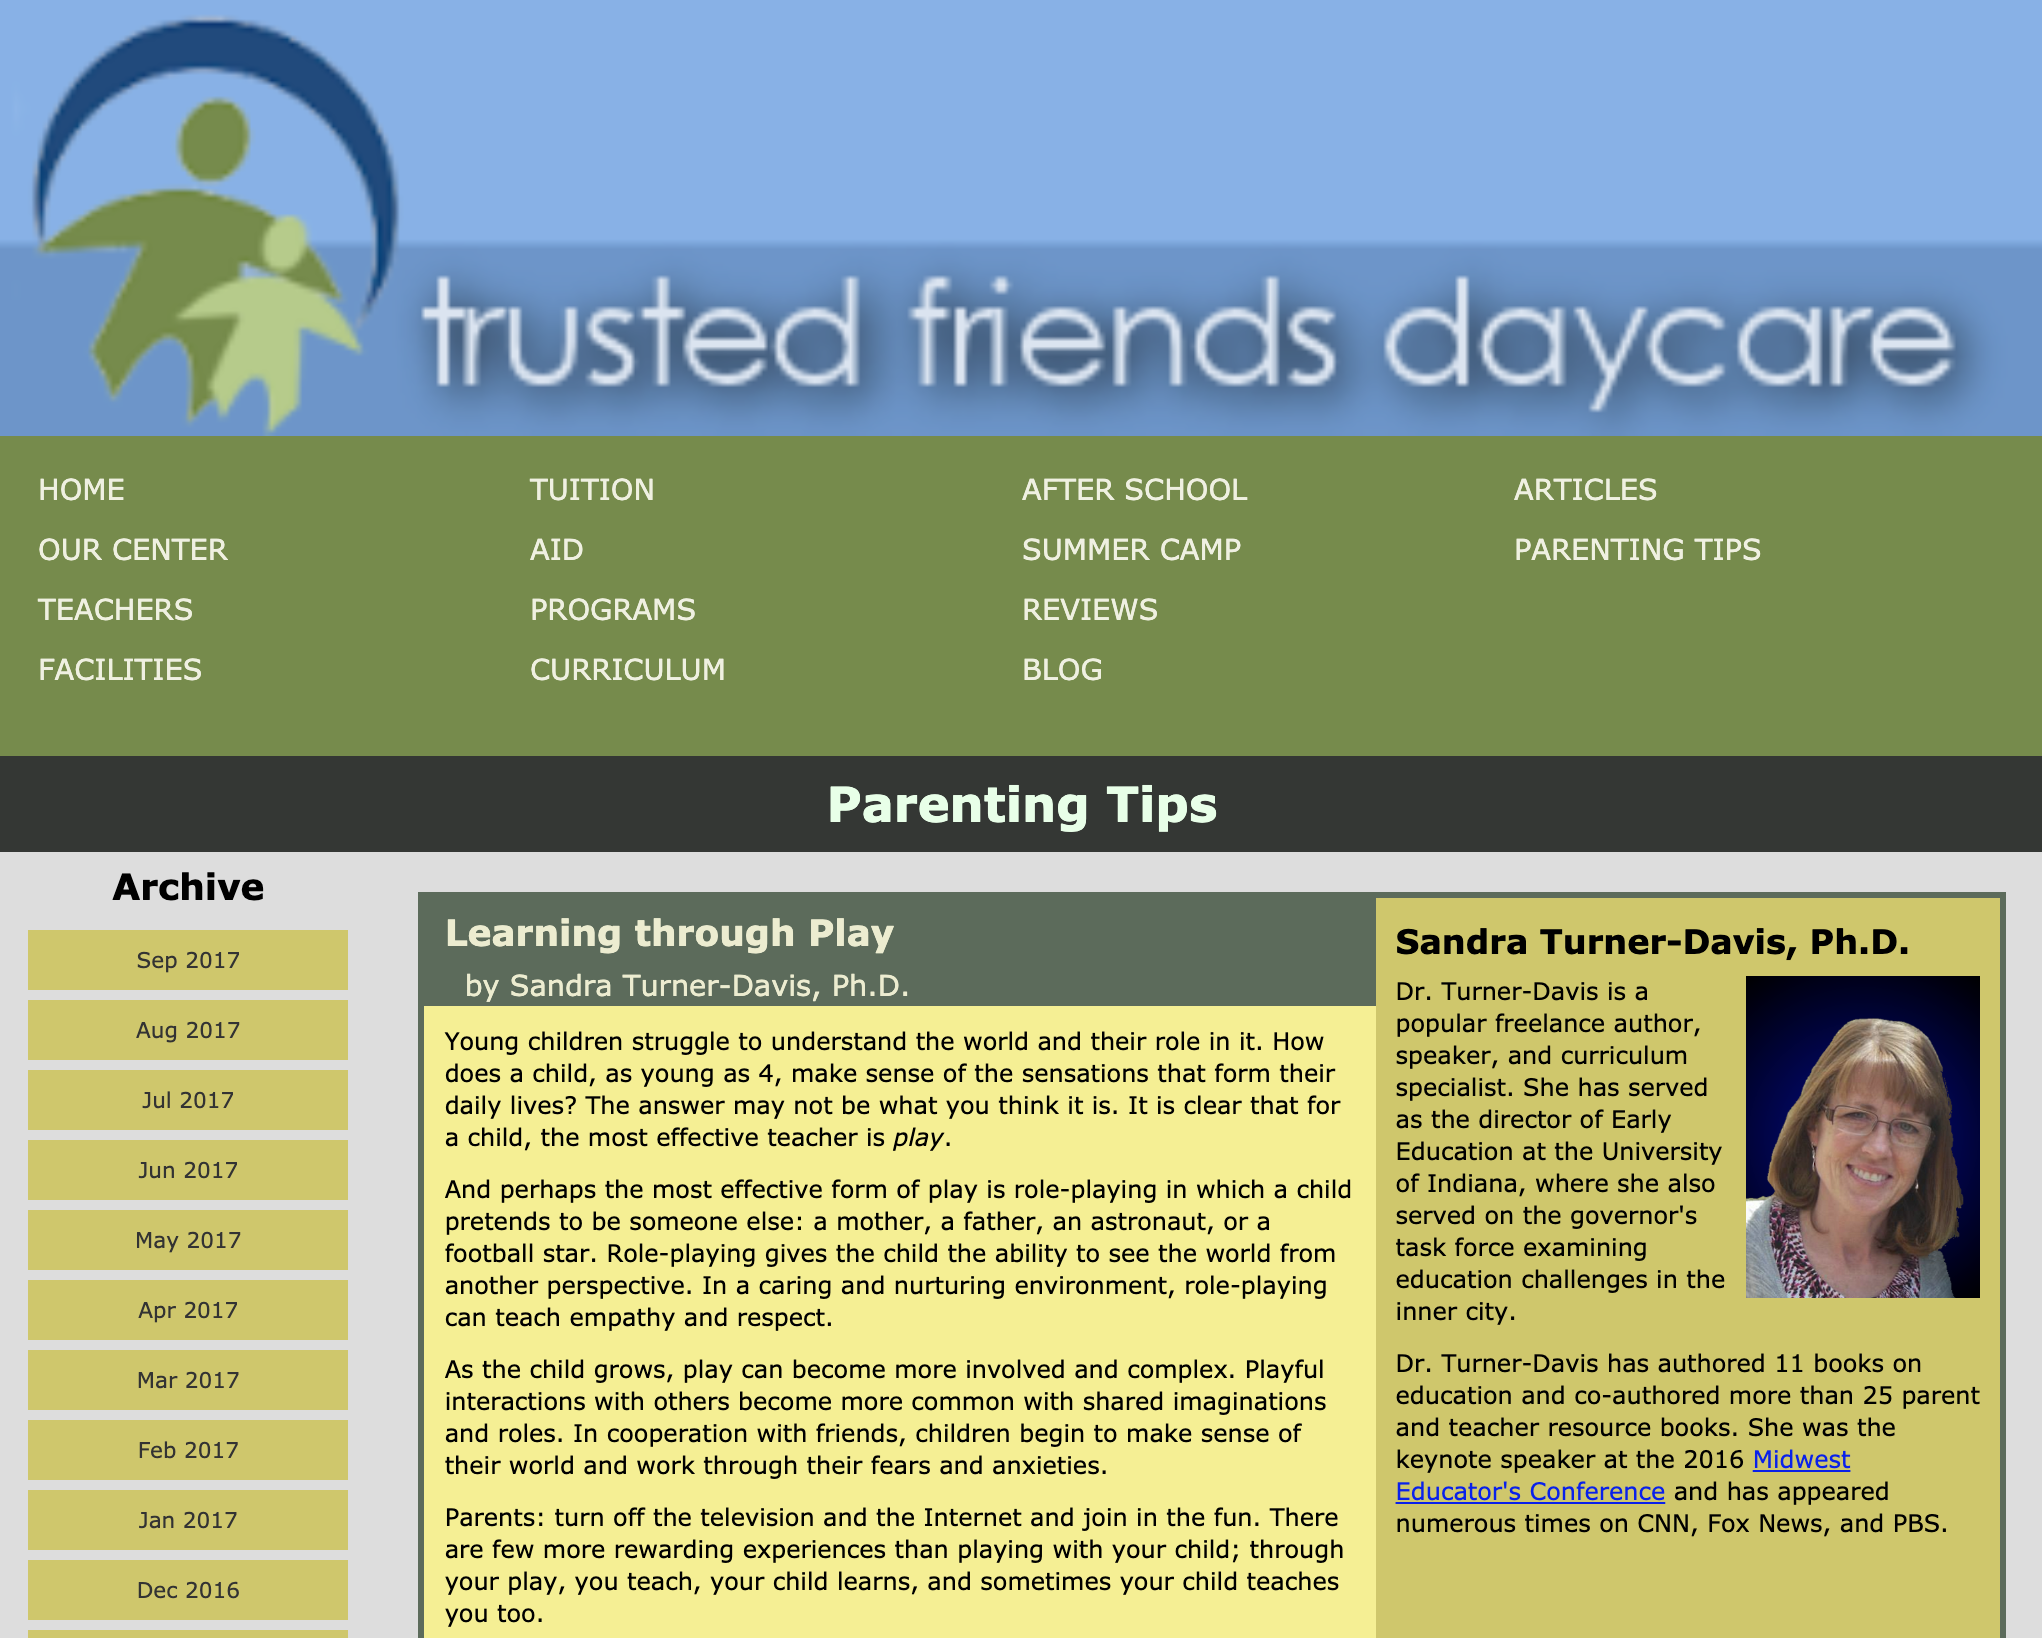 trusted friends daycare
HOME
OUR CENTER
TEACHERS
FACILITIES
TUITION
AID
PROGRAMS
CURRICULUM
AFTER SCHOOL
SUMMER CAMP
REVIEWS
BLOG
ARTICLES
PARENTING TIPS
Parenting Tips
Archive
Sep 2017
Aug 2017
Jul 2017
Jun 2017
May 2017
Apr 2017
Mar 2017
Feb 2017
Jan 2017
Dec 2016
Learning through Play
by Sandra Turner-Davis, Ph.D.
Young children struggle to understand the world and their role in it. How
does a child, as young as 4, make sense of the sensations that form their
daily lives? The answer may not be what you think it is. It is clear that for
a child, the most effective teacher is play.
And perhaps the most effective form of play is role-playing in which a child
pretends to be someone else: a mother, a father, an astronaut, or a
football star. Role-playing gives the child the ability to see the world from
another perspective. In a caring and nurturing environment, role-playing
can teach empathy and respect.
As the child grows, play can become more involved and complex. Playful
interactions with others become more common with shared imaginations
and roles. In cooperation with friends, children begin to make sense of
their world and work through their fears and anxieties.
Parents: turn off the television and the Internet and join in the fun. There
are few more rewarding experiences than playing with your child; through
your play, you teach, your child learns, and sometimes your child teaches
you too.
Sandra Turner-Davis, Ph.D.
Dr. Turner-Davis is a
popular freelance author,
speaker, and curriculum
specialist. She has served
as the director of Early
Education at the University
of Indiana, where she also
served on the governor's
task force examining
education challenges in the
inner city.
Dr. Turner-Davis has authored 11 books on
education and co-authored more than 25 parent
and teacher resource books. She was the
keynote speaker at the 2016 Midwest
Educator's Conference and has appeared
numerous times on CNN, Fox News, and PBS.